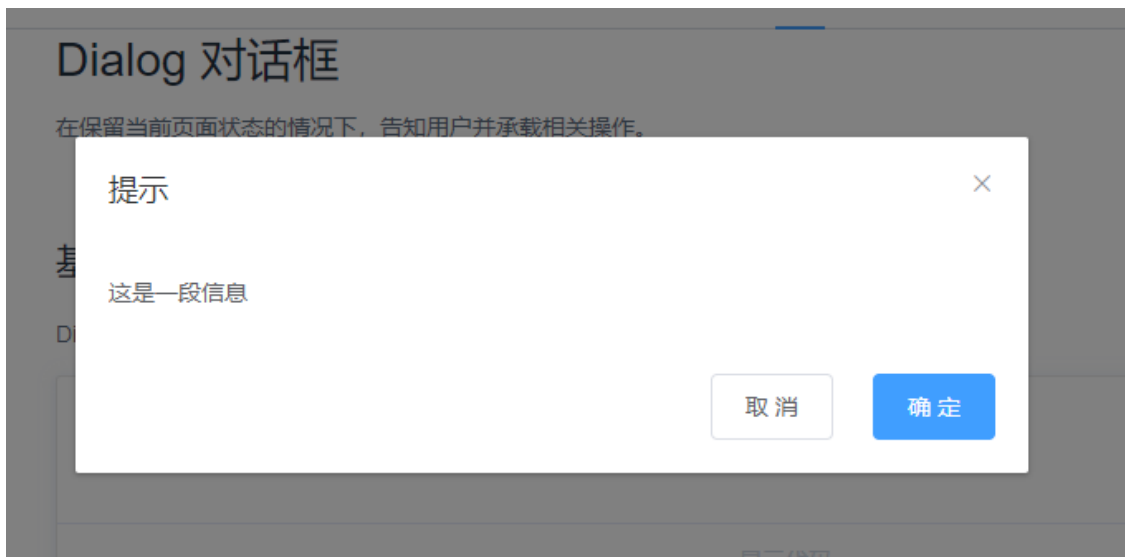 Dialog 对话框
在保留当前页面状态的情况下，告知用户并承载相关操作。
提示
这是一段信息
取 消
确 定